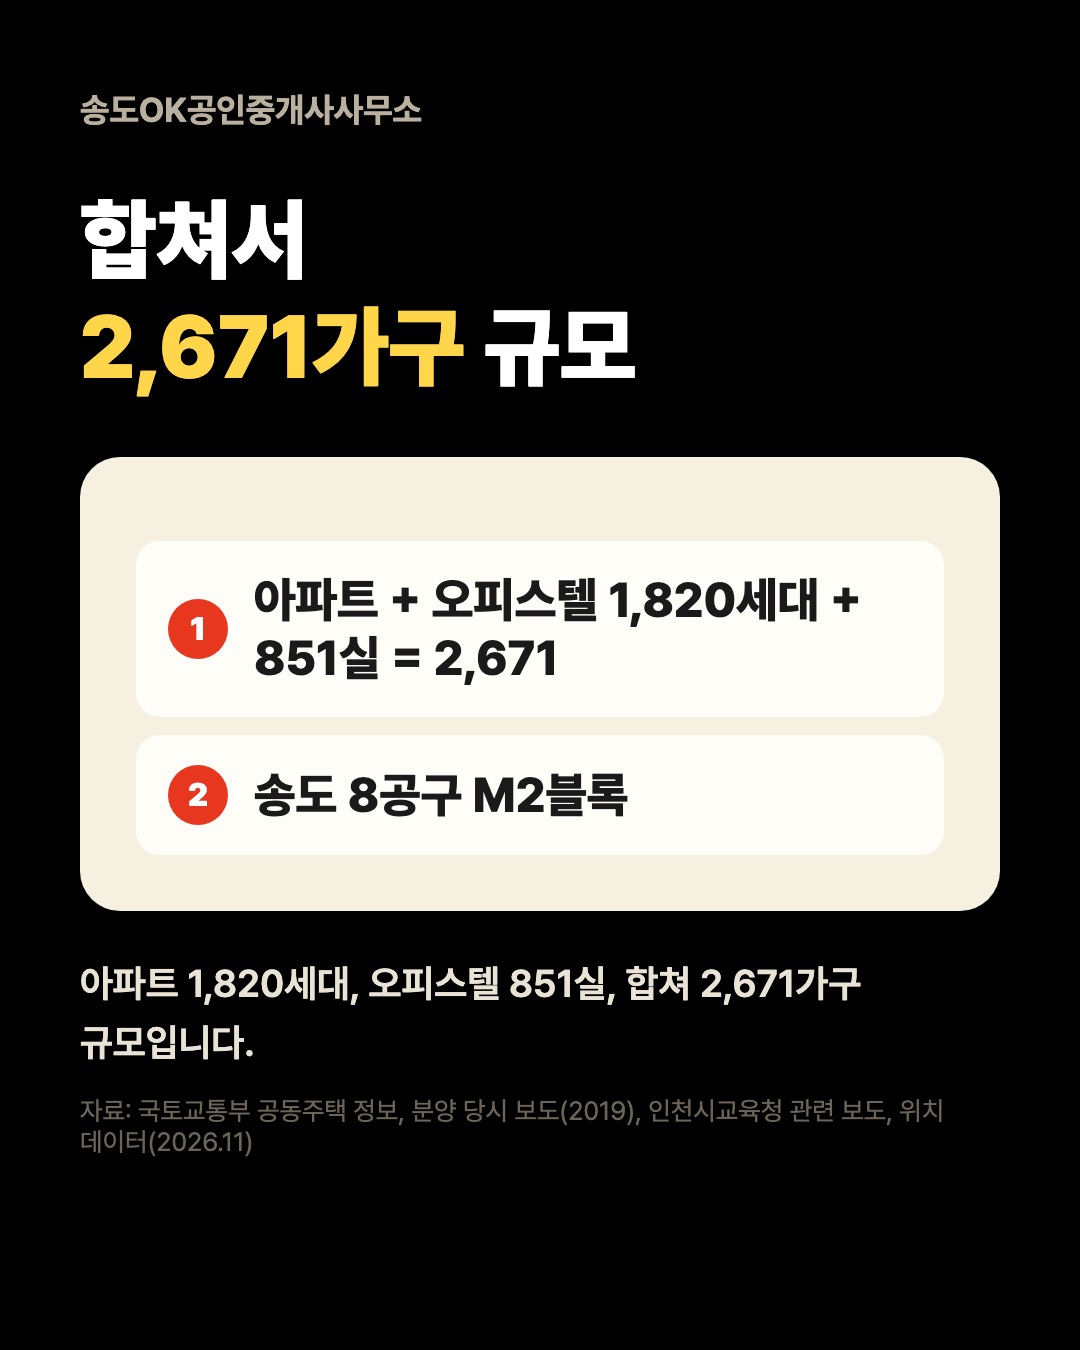 송도OK공인중개사사무소
합쳐서
2,671가구 규모
1 아파트 + 오피스텔 1,820세대 +
851실 = 2,671
2 송도 8공구 M2블록
아파트 1,820세대, 오피스텔 851실, 합쳐 2,671가구
규모입니다.
자료: 국토교통부 공동주택 정보, 분양 당시 보도(2019), 인천시교육청 관련 보도, 위치
데이터(2026.11)